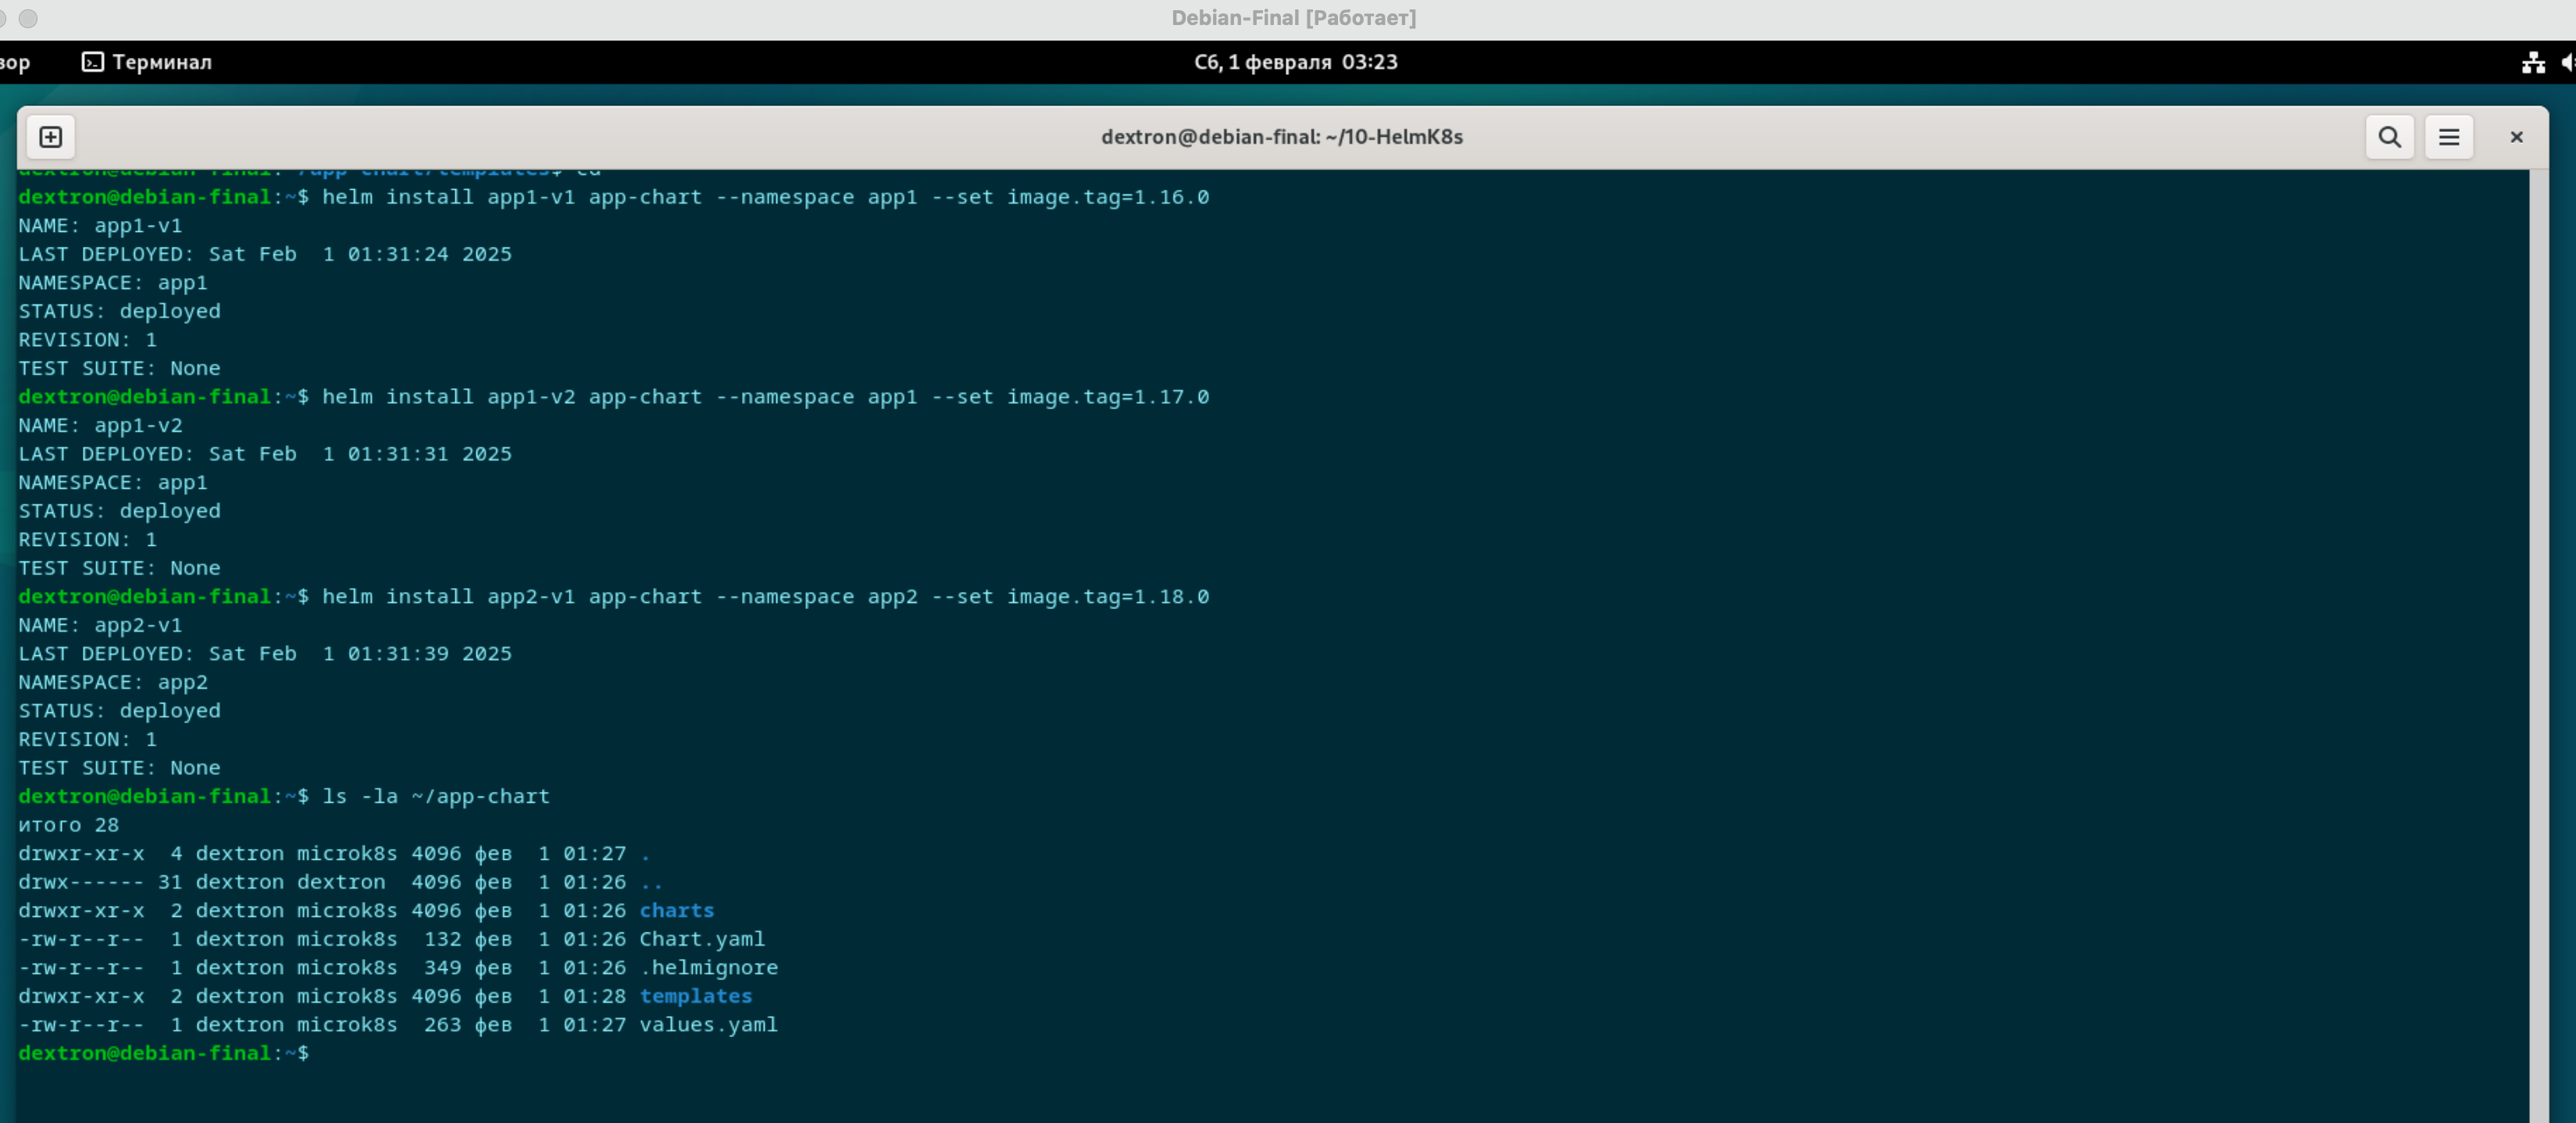 Debian-Final [Работает]
Терминал
Сб, 1 февраля 03:23
dextron@debian-final: ~/10-HelmK8s
dextron@debian-final:~/app-chart/templates$ cd
dextron@debian-final:~$ helm install app1-v1 app-chart --namespace app1 --set image.tag=1.16.0
NAME: app1-v1
LAST DEPLOYED: Sat Feb  1 01:31:24 2025
NAMESPACE: app1
STATUS: deployed
REVISION: 1
TEST SUITE: None
dextron@debian-final:~$ helm install app1-v2 app-chart --namespace app1 --set image.tag=1.17.0
NAME: app1-v2
LAST DEPLOYED: Sat Feb  1 01:31:31 2025
NAMESPACE: app1
STATUS: deployed
REVISION: 1
TEST SUITE: None
dextron@debian-final:~$ helm install app2-v1 app-chart --namespace app2 --set image.tag=1.18.0
NAME: app2-v1
LAST DEPLOYED: Sat Feb  1 01:31:39 2025
NAMESPACE: app2
STATUS: deployed
REVISION: 1
TEST SUITE: None
dextron@debian-final:~$ ls -la ~/app-chart
итого 28
drwxr-xr-x  4 dextron microk8s 4096 фев  1 01:27 .
drwx------ 31 dextron dextron  4096 фев  1 01:26 ..
drwxr-xr-x  2 dextron microk8s 4096 фев  1 01:26 charts
-rw-r--r--  1 dextron microk8s  132 фев  1 01:26 Chart.yaml
-rw-r--r--  1 dextron microk8s  349 фев  1 01:26 .helmignore
drwxr-xr-x  2 dextron microk8s 4096 фев  1 01:28 templates
-rw-r--r--  1 dextron microk8s  263 фев  1 01:27 values.yaml
dextron@debian-final:~$